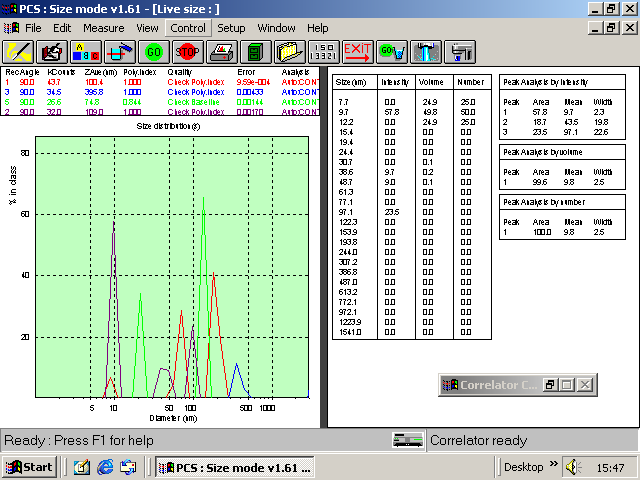 PCS : Size mode v1.61 - [Live size : ]
File Edit Measure View Control Setup Window Help
GO STOP 150 13321 EXIT GO
Rec Angle KCounts ZAve(nm) Poly.Index Quality Error Analysis
1 90.0 43.7 100.4 1.000 Check Poly.Index 9.59e-004 Auto:CONT
3 90.0 34.5 395.8 1.000 Check Poly.Index 0.00433 Auto:CONT
5 90.0 26.6 74.8 0.844 Check Baseline 0.00144 Auto:CONT
2 90.0 32.0 109.0 1.000 Check Poly.Index 0.00170 Auto:CONT
Size distribution(s)
% in class
80
60
40
20
5 10 50 100 500 1000
Diameter (nm)
Size(nm) Intensity Volume Number
7.7 0.0 24.9 25.0
9.7 57.8 49.8 50.0
12.2 0.0 24.9 25.0
15.4 0.0 0.0 0.0
19.4 0.0 0.0 0.0
24.4 0.0 0.0 0.0
30.7 0.0 0.1 0.0
38.6 9.7 0.2 0.0
48.7 9.0 0.1 0.0
61.3 0.0 0.0 0.0
77.1 0.0 0.0 0.0
97.1 23.5 0.0 0.0
122.3 0.0 0.0 0.0
153.9 0.0 0.0 0.0
193.8 0.0 0.0 0.0
244.0 0.0 0.0 0.0
307.2 0.0 0.0 0.0
386.8 0.0 0.0 0.0
487.0 0.0 0.0 0.0
613.2 0.0 0.0 0.0
772.1 0.0 0.0 0.0
972.1 0.0 0.0 0.0
1223.9 0.0 0.0 0.0
1541.0 0.0 0.0 0.0
Peak Analysis by intensity
Peak Area Mean Width
1 57.8 9.7 2.3
2 18.7 43.5 19.8
3 23.5 97.1 22.6
Peak Analysis by volume
Peak Area Mean Width
1 99.6 9.8 2.5
Peak Analysis by number
Peak Area Mean Width
1 100.0 9.8 2.5
Correlator C...
Ready : Press F1 for help
Correlator ready
Start
PCS : Size mode v1.61 ...
Desktop »
15:47